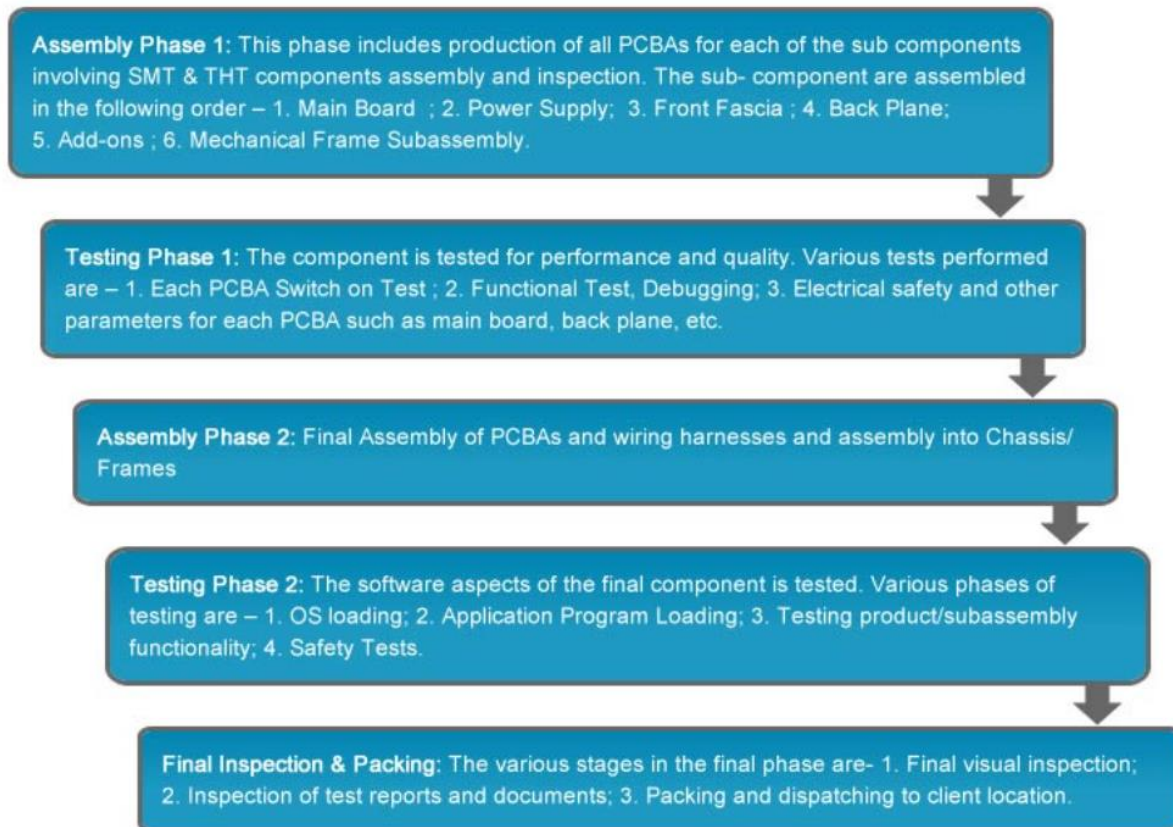 Assembly Phase 1: This phase includes production of all PCBAs for each of the sub components
involving SMT & THT components assembly and inspection. The sub- component are assembled
in the following order – 1. Main Board ; 2. Power Supply; 3. Front Fascia ; 4. Back Plane;
5. Add-ons ; 6. Mechanical Frame Subassembly.
Testing Phase 1: The component is tested for performance and quality. Various tests performed
are – 1. Each PCBA Switch on Test ; 2. Functional Test, Debugging; 3. Electrical safety and other
parameters for each PCBA such as main board, back plane, etc.
Assembly Phase 2: Final Assembly of PCBAs and wiring harnesses and assembly into Chassis/
Frames
Testing Phase 2: The software aspects of the final component is tested. Various phases of
testing are – 1. OS loading; 2. Application Program Loading; 3. Testing product/subassembly
functionality; 4. Safety Tests.
Final Inspection & Packing: The various stages in the final phase are- 1. Final visual inspection;
2. Inspection of test reports and documents; 3. Packing and dispatching to client location.